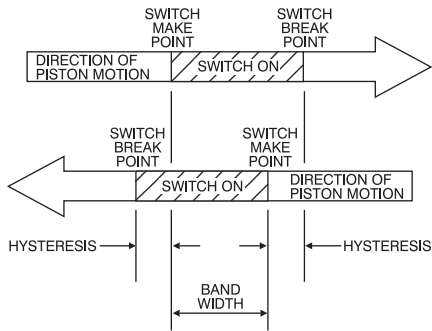 SWITCH
MAKE
POINT
SWITCH
BREAK
POINT
DIRECTION OF
PISTON MOTION
SWITCH ON
SWITCH
BREAK
POINT
SWITCH
MAKE
POINT
SWITCH ON
DIRECTION OF
PISTON MOTION
HYSTERESIS
HYSTERESIS
BAND
WIDTH